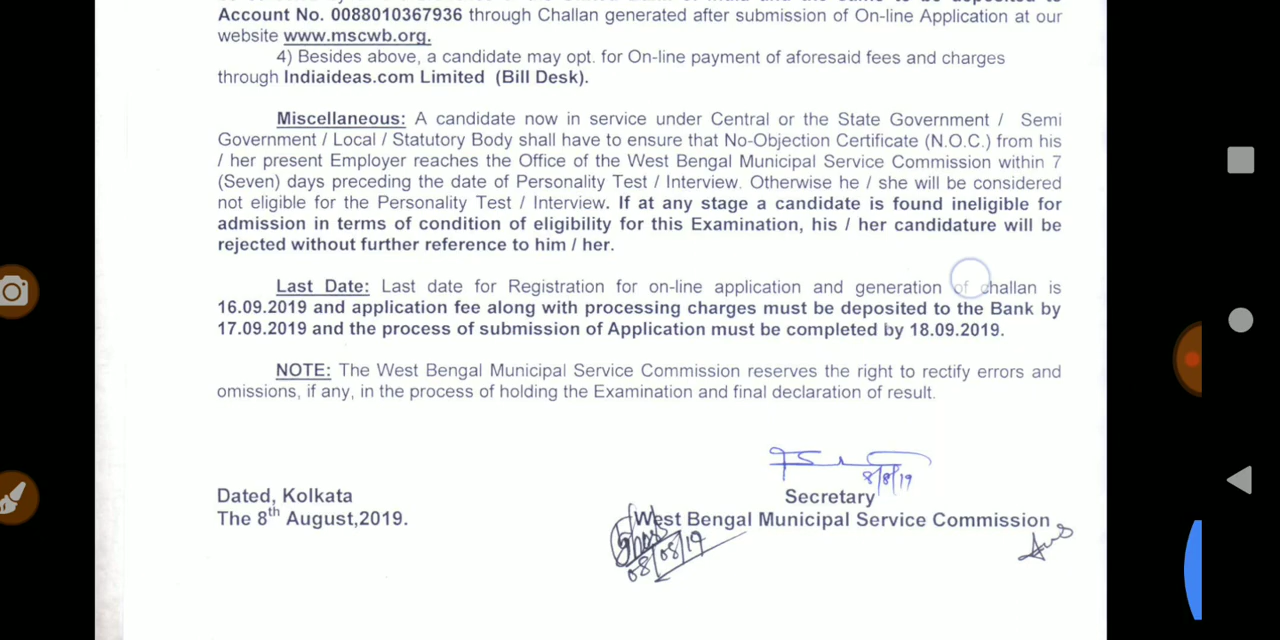 Account No. 0088010367936 through Challan generated after submission of On-line Application at our
website www.mscwb.org.
4) Besides above, a candidate may opt. for On-line payment of aforesaid fees and charges
through Indiaideas.com Limited (Bill Desk).
Miscellaneous: A candidate now in service under Central or the State Government / Semi
Government / Local / Statutory Body shall have to ensure that No-Objection Certificate (N.O.C.) from his
/ her present Employer reaches the Office of the West Bengal Municipal Service Commission within 7
(Seven) days preceding the date of Personality Test / Interview. Otherwise he / she will be considered
not eligible for the Personality Test / Interview. If at any stage a candidate is found ineligible for
admission in terms of condition of eligibility for this Examination, his / her candidature will be
rejected without further reference to him / her.
Last Date: Last date for Registration for on-line application and generation of challan is
16.09.2019 and application fee along with processing charges must be deposited to the Bank by
17.09.2019 and the process of submission of Application must be completed by 18.09.2019.
NOTE: The West Bengal Municipal Service Commission reserves the right to rectify errors and
omissions, if any, in the process of holding the Examination and final declaration of result.
8/8/19
Dated, Kolkata
Secretary
The 8th August,2019.
West Bengal Municipal Service Commission
08/08/19